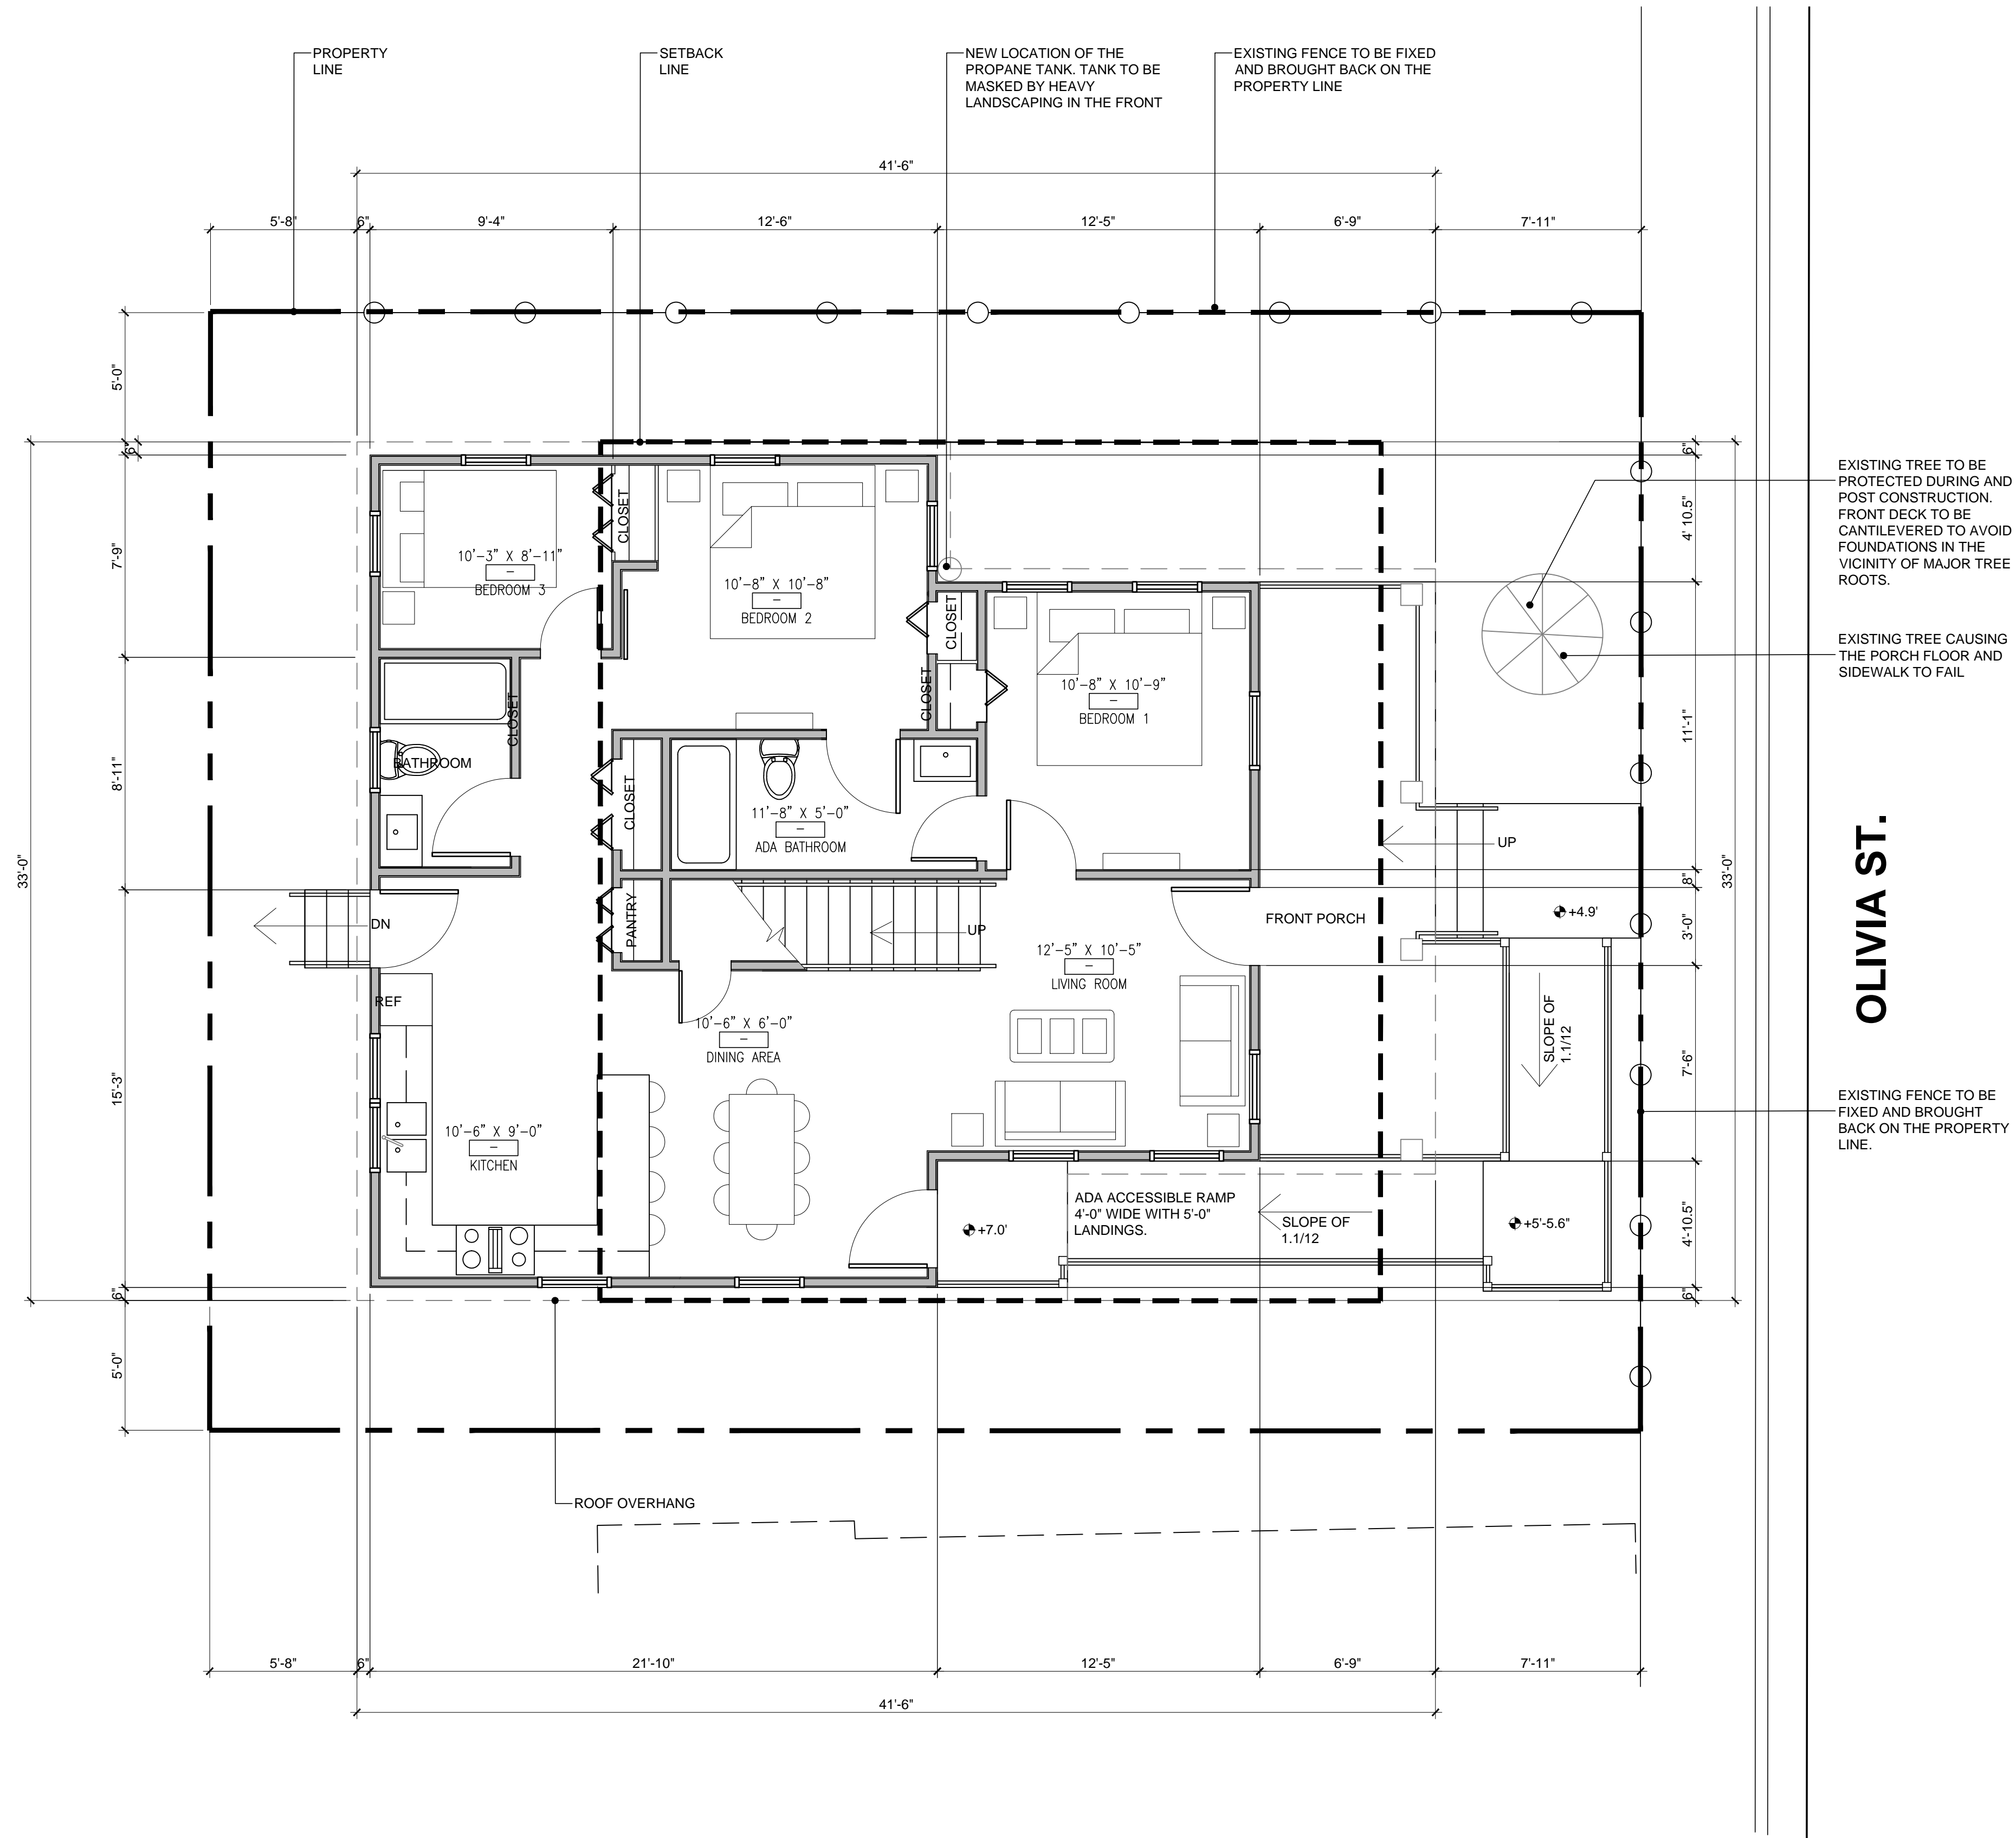 PROPERTY
LINE
SETBACK
LINE
NEW LOCATION OF THE
PROPANE TANK. TANK TO BE
MASKED BY HEAVY
LANDSCAPING IN THE FRONT
EXISTING FENCE TO BE FIXED
AND BROUGHT BACK ON THE
PROPERTY LINE
41'-6"
5'-8"
6"
9'-4"
12'-6"
12'-5"
6'-9"
7'-11"
5'-0"
6"
7'-9"
8'-11"
33'-0"
15'-3"
6"
5'-0"
6"
4' 10.5"
11'-1"
8"
33'-0"
3'-0"
7'-6"
4'-10.5"
6"
EXISTING TREE TO BE
PROTECTED DURING AND
POST CONSTRUCTION.
FRONT DECK TO BE
CANTILEVERED TO AVOID
FOUNDATIONS IN THE
VICINITY OF MAJOR TREE
ROOTS.
EXISTING TREE CAUSING
THE PORCH FLOOR AND
SIDEWALK TO FAIL
OLIVIA ST.
EXISTING FENCE TO BE
FIXED AND BROUGHT
BACK ON THE PROPERTY
LINE.
10'-3" X 8'-11"
-
BEDROOM 3
CLOSET
10'-8" X 10'-8"
-
BEDROOM 2
CLOSET
CLOSET
10'-8" X 10'-9"
-
BEDROOM 1
CLOSET
BATHROOM
CLOSET
11'-8" X 5'-0"
-
ADA BATHROOM
UP
DN
PANTRY
UP
FRONT PORCH
+4.9'
12'-5" X 10'-5"
-
LIVING ROOM
REF
10'-6" X 6'-0"
-
DINING AREA
SLOPE OF
1.1/12
10'-6" X 9'-0"
-
KITCHEN
ADA ACCESSIBLE RAMP
4'-0" WIDE WITH 5'-0"
LANDINGS.
+7.0'
SLOPE OF
1.1/12
+5'-5.6"
ROOF OVERHANG
5'-8"
6"
21'-10"
12'-5"
6'-9"
7'-11"
41'-6"